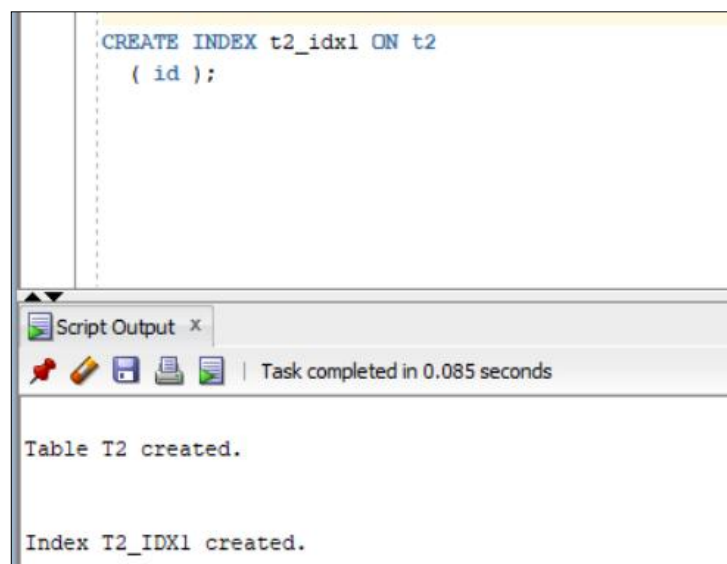 CREATE INDEX t2_idx1 ON t2
( id );
Script Output x
Task completed in 0.085 seconds
Table T2 created.
Index T2_IDX1 created.